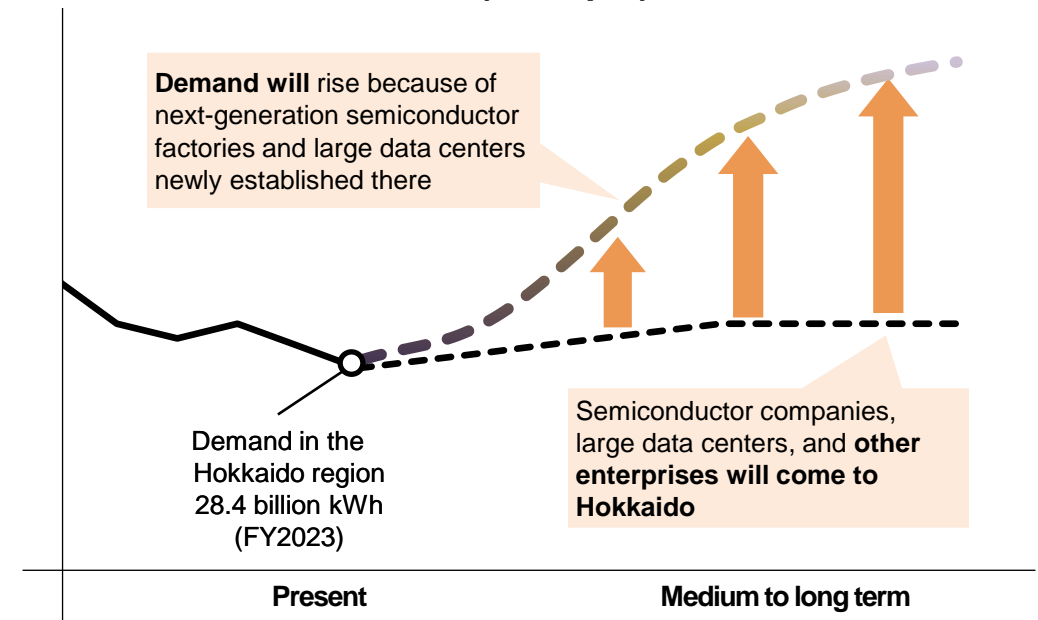 Demand will rise because of
next-generation semiconductor
factories and large data centers
newly established there
Demand in the
Hokkaido region
28.4 billion kWh
(FY2023)
Semiconductor companies,
large data centers, and other
enterprises will come to
Hokkaido
Present
Medium to long term